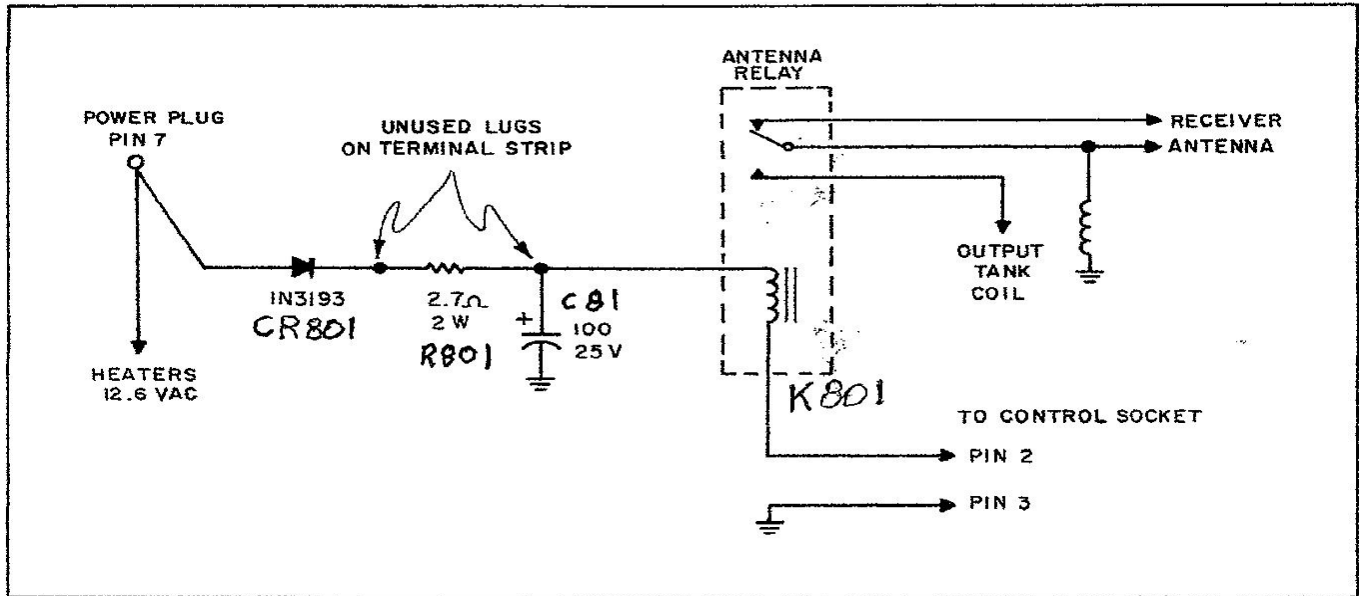 ANTENNA
RELAY
POWER PLUG
PIN 7
UNUSED LUGS
ON TERMINAL STRIP
RECEIVER
ANTENNA
OUTPUT
TANK
COIL
1N3193
CR801
2.7Ω
2 W
R801
+
C81
100
25 V
HEATERS
12.6 VAC
K801
TO CONTROL SOCKET
PIN 2
PIN 3